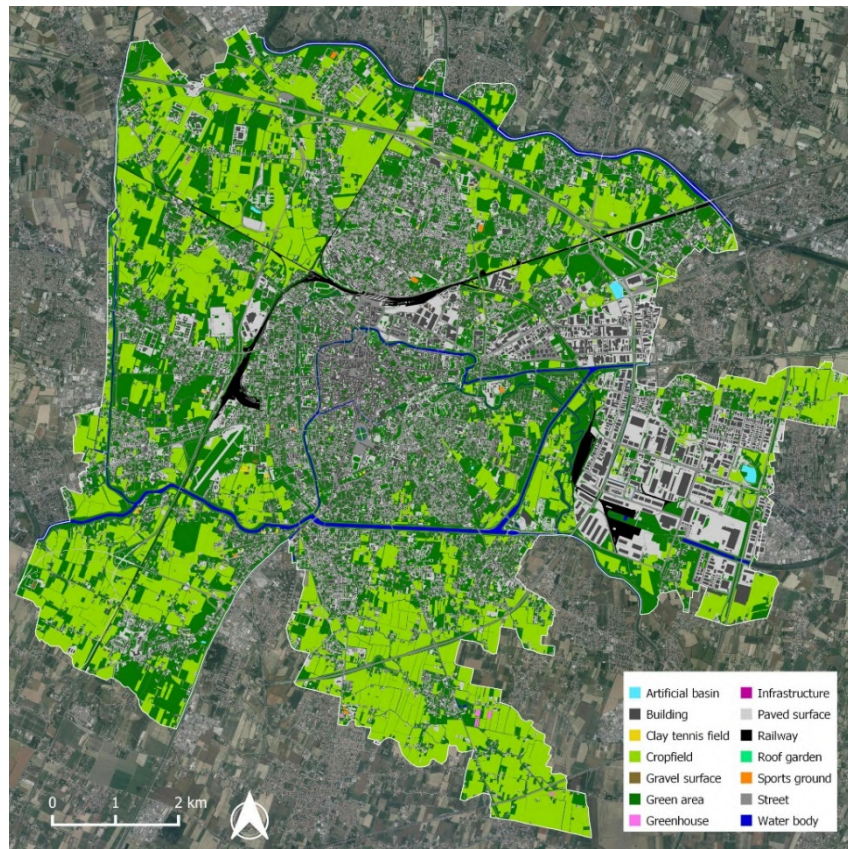 Artificial basin
Building
Clay tennis field
Cropfield
Gravel surface
Green area
Greenhouse
Infrastructure
Paved surface
Railway
Roof garden
Sports ground
Street
Water body
0 1 2 km